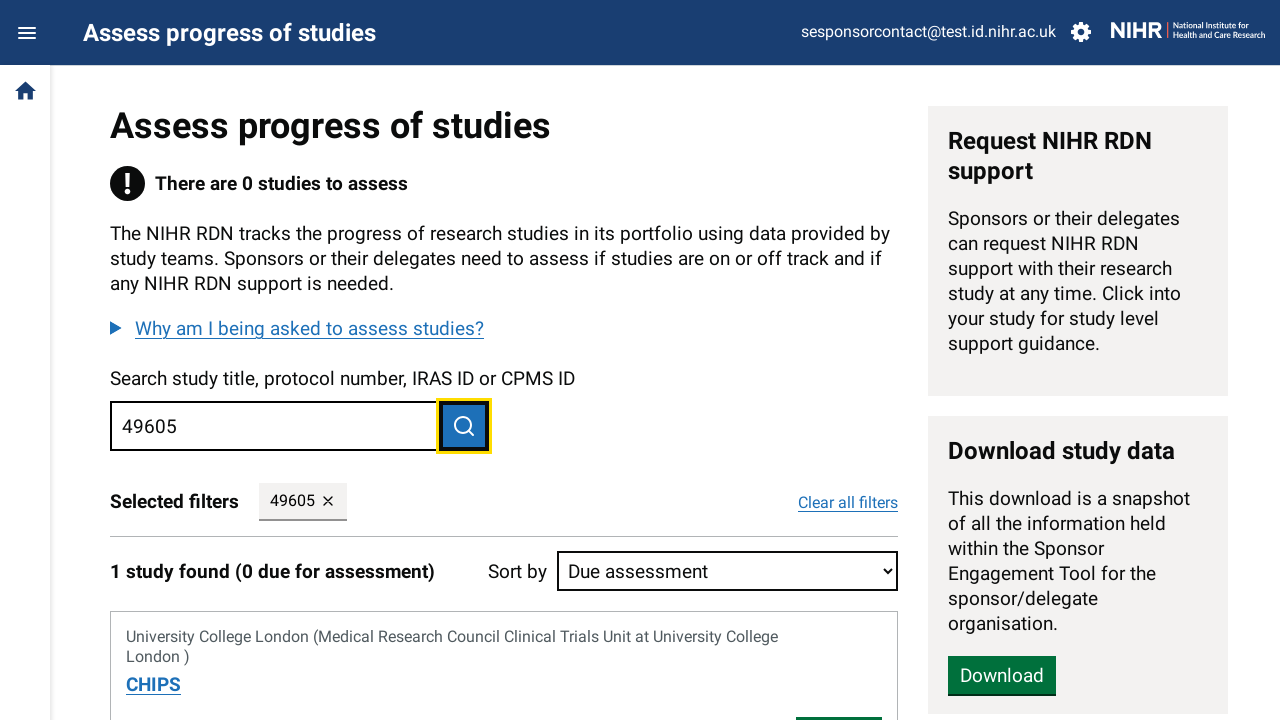 Assess progress of studies
sesponsorcontact@test.id.nihr.ac.uk
NIHR National Institute for
Health and Care Research
Assess progress of studies
There are 0 studies to assess
The NIHR RDN tracks the progress of research studies in its portfolio using data provided by
study teams. Sponsors or their delegates need to assess if studies are on or off track and if
any NIHR RDN support is needed.
Why am I being asked to assess studies?
Search study title, protocol number, IRAS ID or CPMS ID
49605
Selected filters
49605
Clear all filters
1 study found (0 due for assessment)
Sort by
Due assessment
University College London (Medical Research Council Clinical Trials Unit at University College
London )
CHIPS
Request NIHR RDN
support
Sponsors or their delegates
can request NIHR RDN
support with their research
study at any time. Click into
your study for study level
support guidance.
Download study data
This download is a snapshot
of all the information held
within the Sponsor
Engagement Tool for the
sponsor/delegate
organisation.
Download